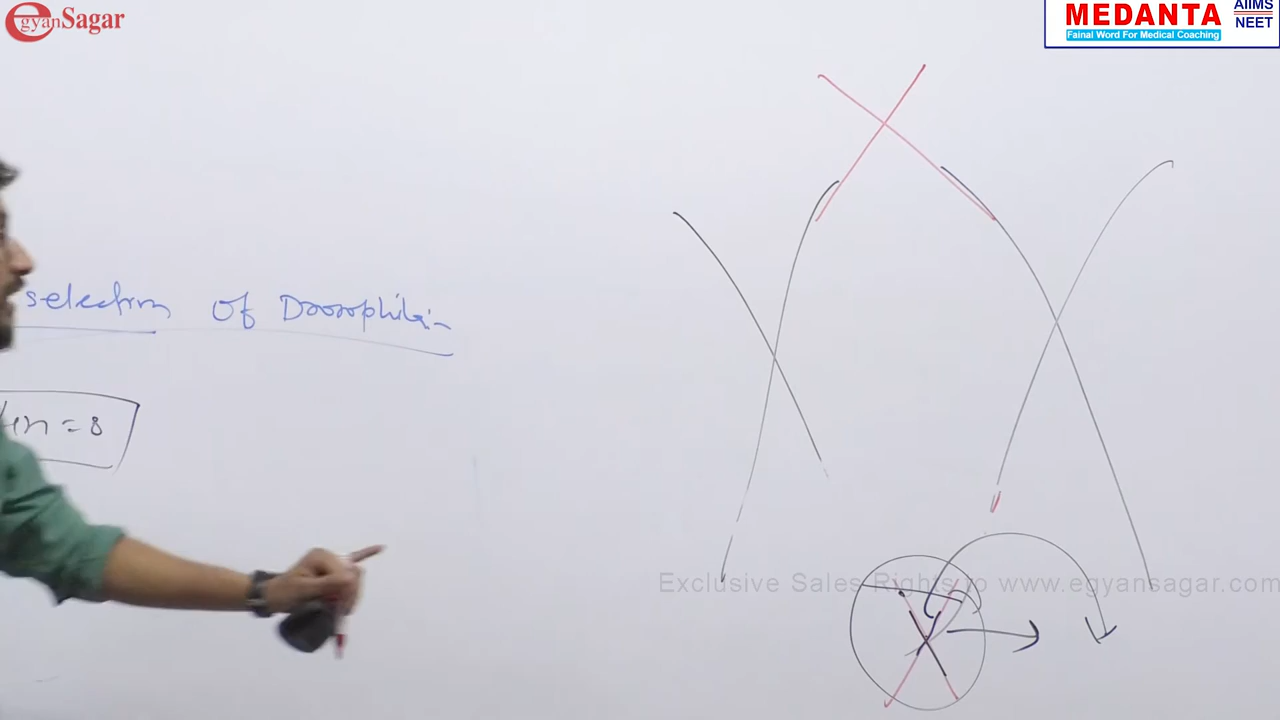 egyanSagar
MEDANTA
AIIMS
NEET
Fainal Word For Medical Coaching
selection of Drosophila
4n = 8
Exclusive Sales Rights to www.egyansagar.com